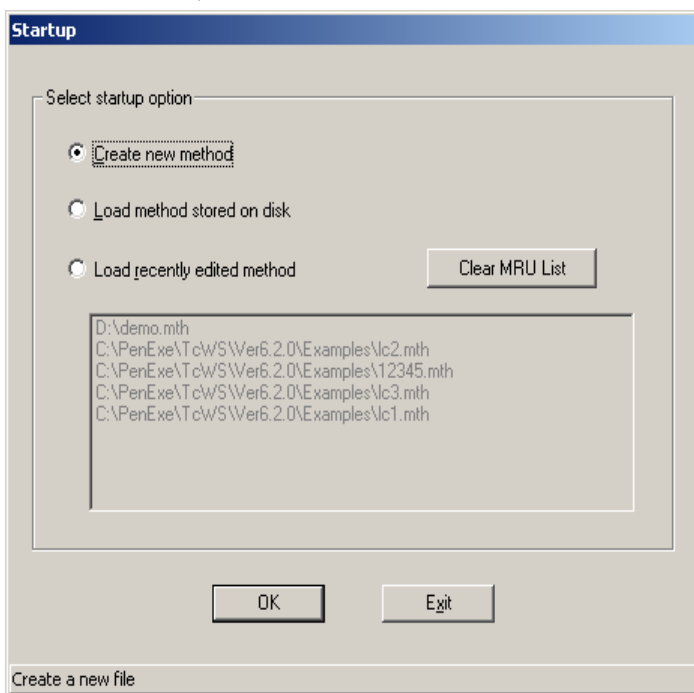 Startup
Select startup option
Create new method
Load method stored on disk
Load recently edited method
Clear MRU List
D:\demo.mth
C:\PenExe\TcWS\Ver6.2.0\Examples\lc2.mth
C:\PenExe\TcWS\Ver6.2.0\Examples\12345.mth
C:\PenExe\TcWS\Ver6.2.0\Examples\lc3.mth
C:\PenExe\TcWS\Ver6.2.0\Examples\lc1.mth
OK
Exit
Create a new file